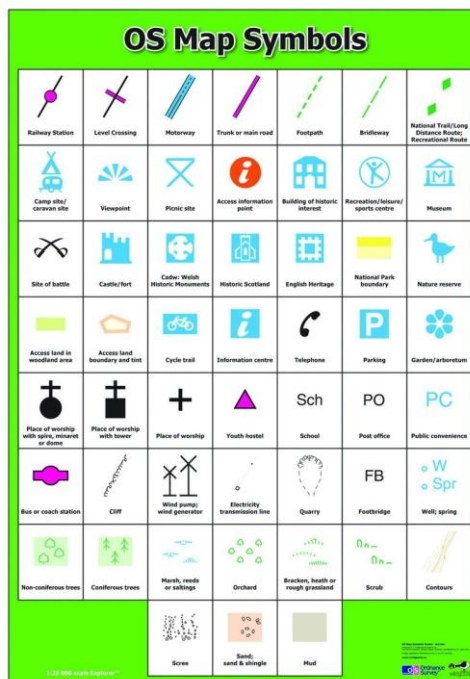 OS Map Symbols
Railway Station
Level Crossing
Motorway
Trunk or main road
Footpath
Bridleway
National Trail/Long
Distance Route;
Recreational Route
Camp site/
caravan site
Viewpoint
Picnic site
i
Access information
point
Building of historic
interest
Recreation/leisure/
sports centre
M
Museum
Site of battle
Castle/fort
Cadw: Welsh
Historic Monuments
Historic Scotland
English Heritage
National Park
boundary
Nature reserve
Access land in
woodland area
Access land
boundary and tint
Cycle trail
i
Information centre
Telephone
P
Parking
Garden/arboretum
Place of worship
with spire, minaret
or dome
Place of worship
with tower
Place of worship
Youth hostel
Sch
School
PO
Post office
PC
Public convenience
Bus or coach station
Cliff
Wind pump;
wind generator
Electricity
transmission line
Quarry
FB
Footbridge
W
Spr
Well; spring
Non-coniferous trees
Coniferous trees
Marsh, reeds
or saltings
Orchard
Bracken, heath or
rough grassland
Scrub
Contours
Scree
Sand;
sand & shingle
Mud
1:25 000 scale Explorer
OS Ordnance
Survey